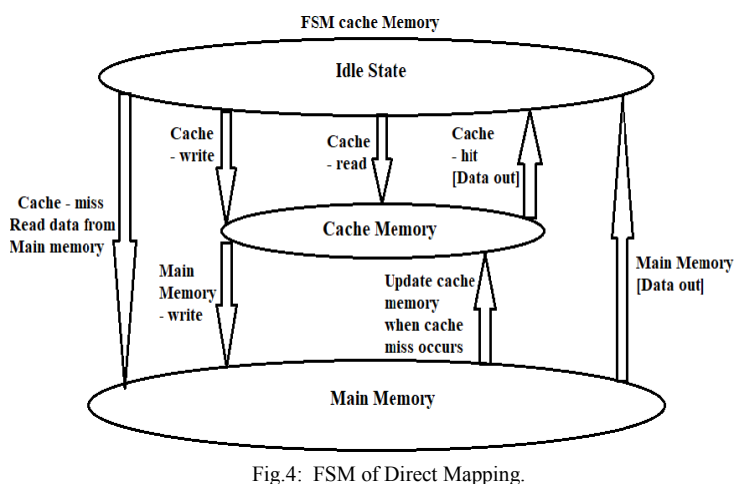 FSM cache Memory
Idle State
Cache
- write
Cache
- read
Cache
- hit
[Data out]
Cache - miss
Read data from
Main memory
Cache Memory
Main
Memory
- write
Update cache
memory
when cache
miss occurs
Main Memory
[Data out]
Main Memory
Fig.4: FSM of Direct Mapping.